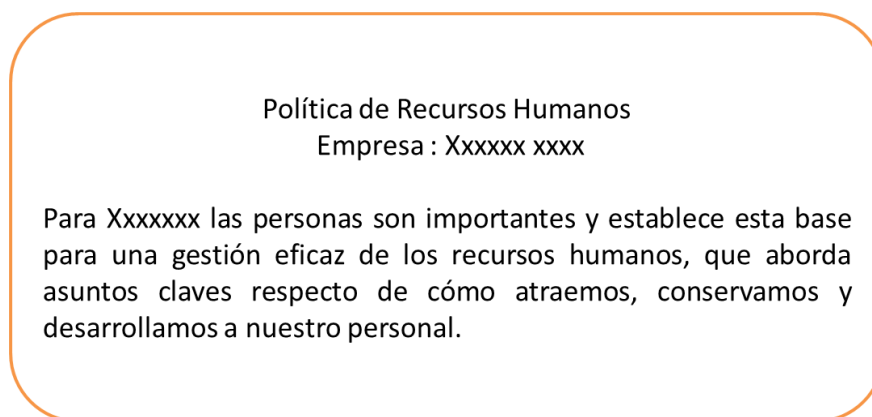 Política de Recursos Humanos
Empresa : Xxxxxx xxxx
Para Xxxxxxx las personas son importantes y establece esta base
para una gestión eficaz de los recursos humanos, que aborda
asuntos claves respecto de cómo atraemos, conservamos y
desarrollamos a nuestro personal.